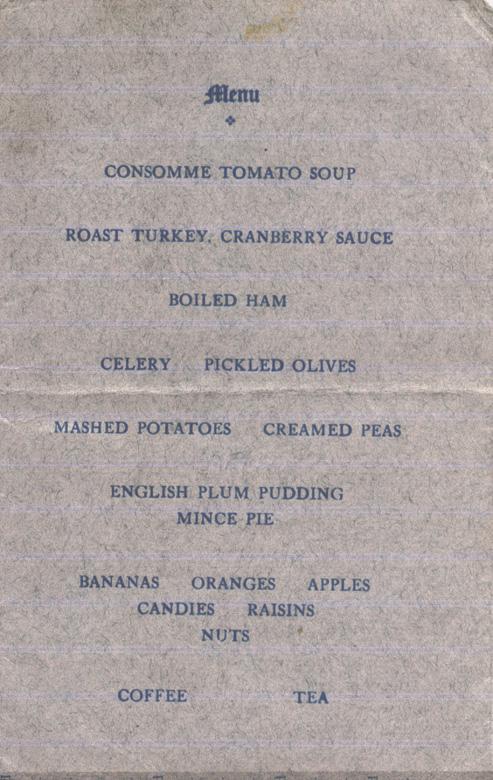 Menu
CONSOMME TOMATO SOUP
ROAST TURKEY, CRANBERRY SAUCE
BOILED HAM
CELERY PICKLED OLIVES
MASHED POTATOES CREAMED PEAS
ENGLISH PLUM PUDDING
MINCE PIE
BANANAS ORANGES APPLES
CANDIES RAISINS
NUTS
COFFEE TEA